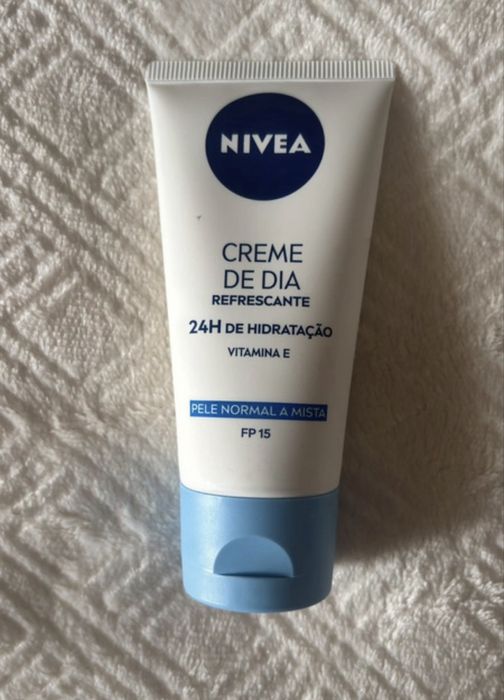 NIVEA
CREME
DE DIA
REFRESCANTE
24H DE HIDRATAÇÃO
VITAMINA E
PELE NORMAL A MISTA
FP 15